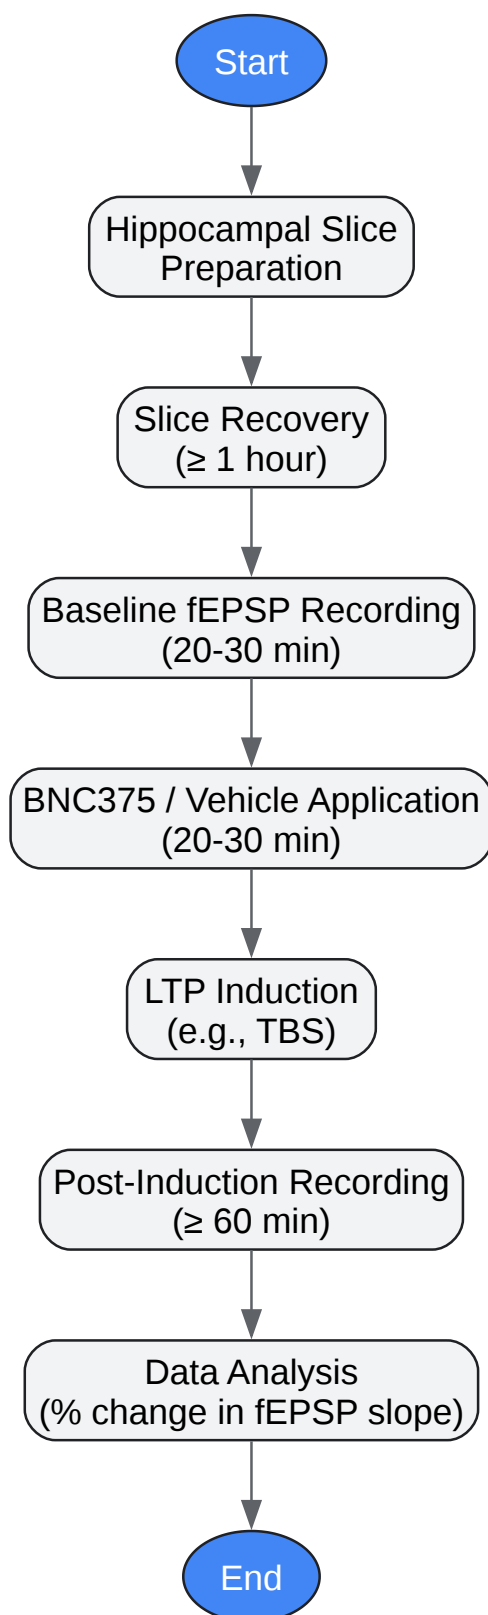 Start
Hippocampal Slice
Preparation
Slice Recovery
(≥ 1 hour)
Baseline fEPSP Recording
(20-30 min)
BNC375 / Vehicle Application
(20-30 min)
LTP Induction
(e.g., TBS)
Post-Induction Recording
(≥ 60 min)
Data Analysis
(% change in fEPSP slope)
End